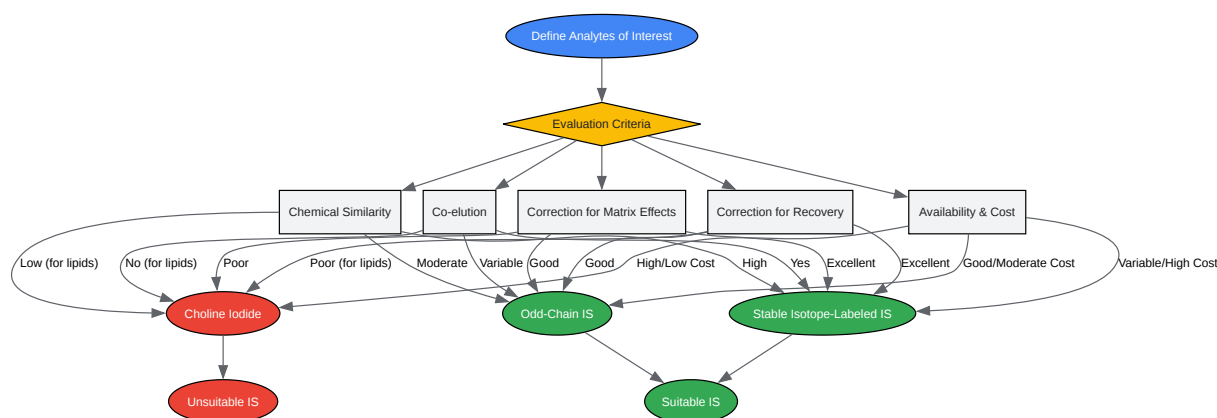 Define Analytes of Interest
Evaluation Criteria
Chemical Similarity
Co-elution
Correction for Matrix Effects
Correction for Recovery
Availability & Cost
Low (for lipids)
No (for lipids)
Poor
Poor (for lipids)
Moderate
Variable
Good
Good
High/Low Cost
High
Yes
Excellent
Excellent
Good/Moderate Cost
Variable/High Cost
Choline Iodide
Odd-Chain IS
Stable Isotope-Labeled IS
Unsuitable IS
Suitable IS